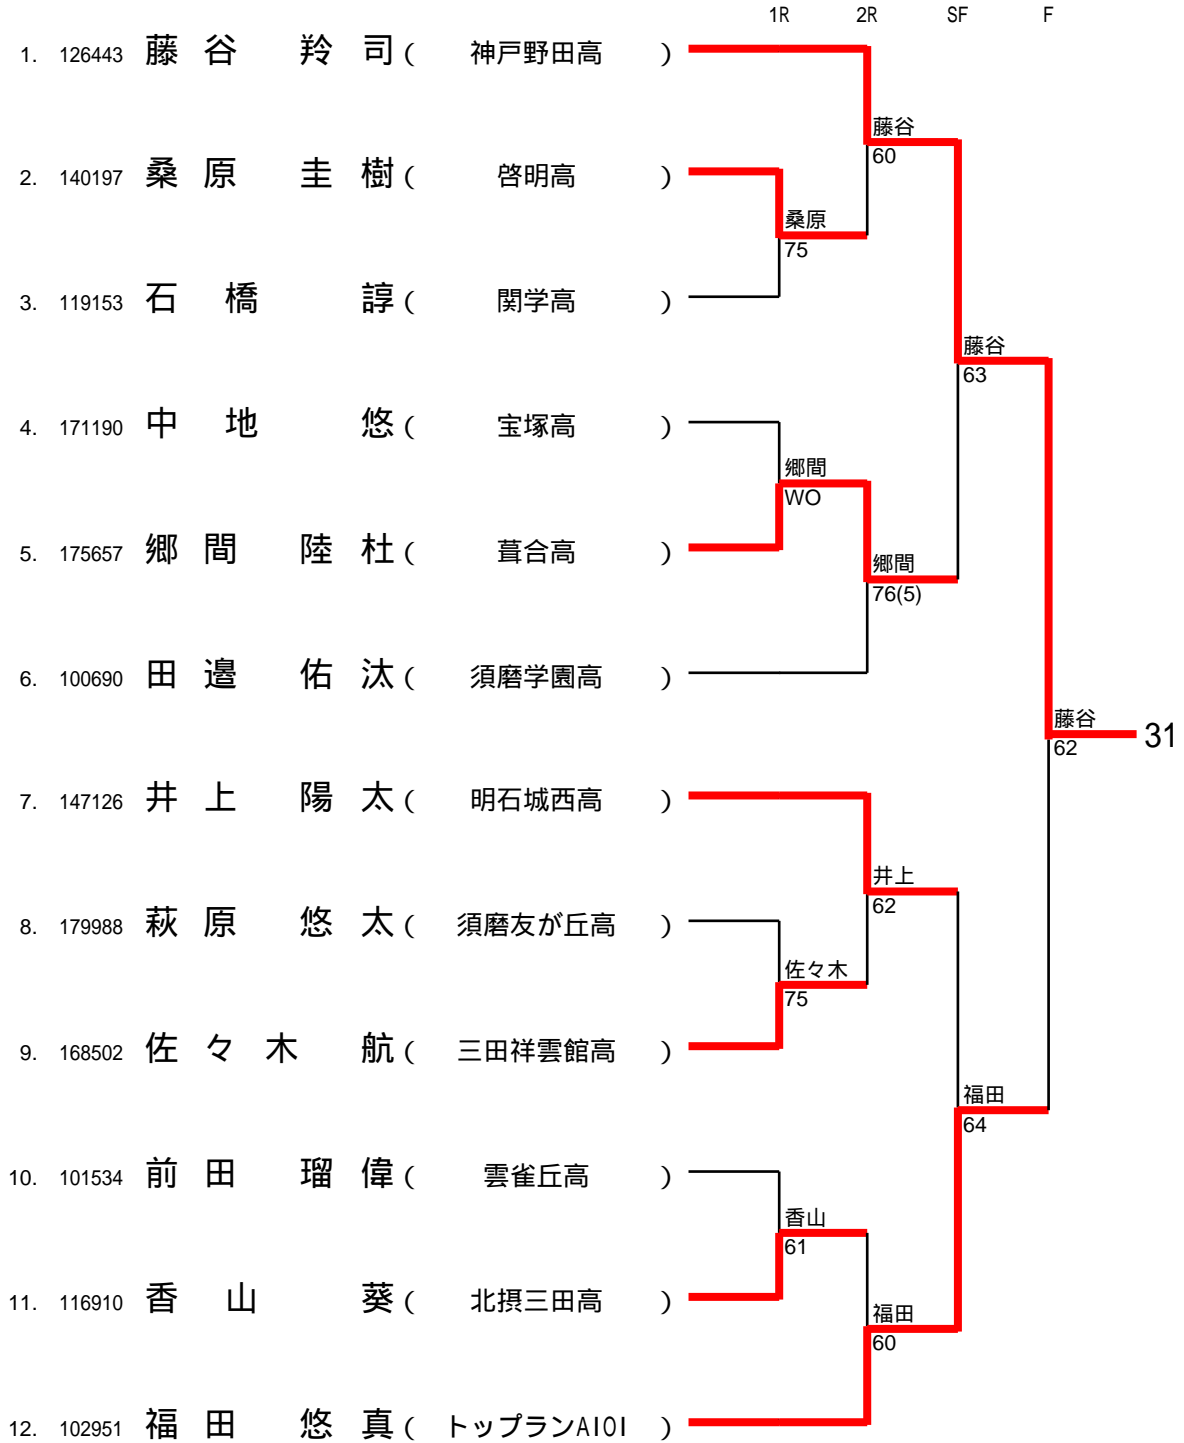 1R 2R SF F
1. 126443 藤谷 羚司 ( 神戸野田高 )
藤谷
60
2. 140197 桑原 圭樹 ( 啓明高 )
桑原
75
3. 119153 石橋 諄 ( 関学高 )
藤谷
63
4. 171190 中地 悠 ( 宝塚高 )
郷間
WO
5. 175657 郷間 陸杜 ( 葺合高 )
郷間
76(5)
6. 100690 田邉 佑汰 ( 須磨学園高 )
藤谷
62
31
7. 147126 井上 陽太 ( 明石城西高 )
井上
62
8. 179988 萩原 悠太 ( 須磨友が丘高 )
佐々木
75
9. 168502 佐々木 航 ( 三田祥雲館高 )
福田
64
10. 101534 前田 瑠偉 ( 雲雀丘高 )
香山
61
11. 116910 香山 葵 ( 北摂三田高 )
福田
60
12. 102951 福田 悠真 ( トップランAIOI )